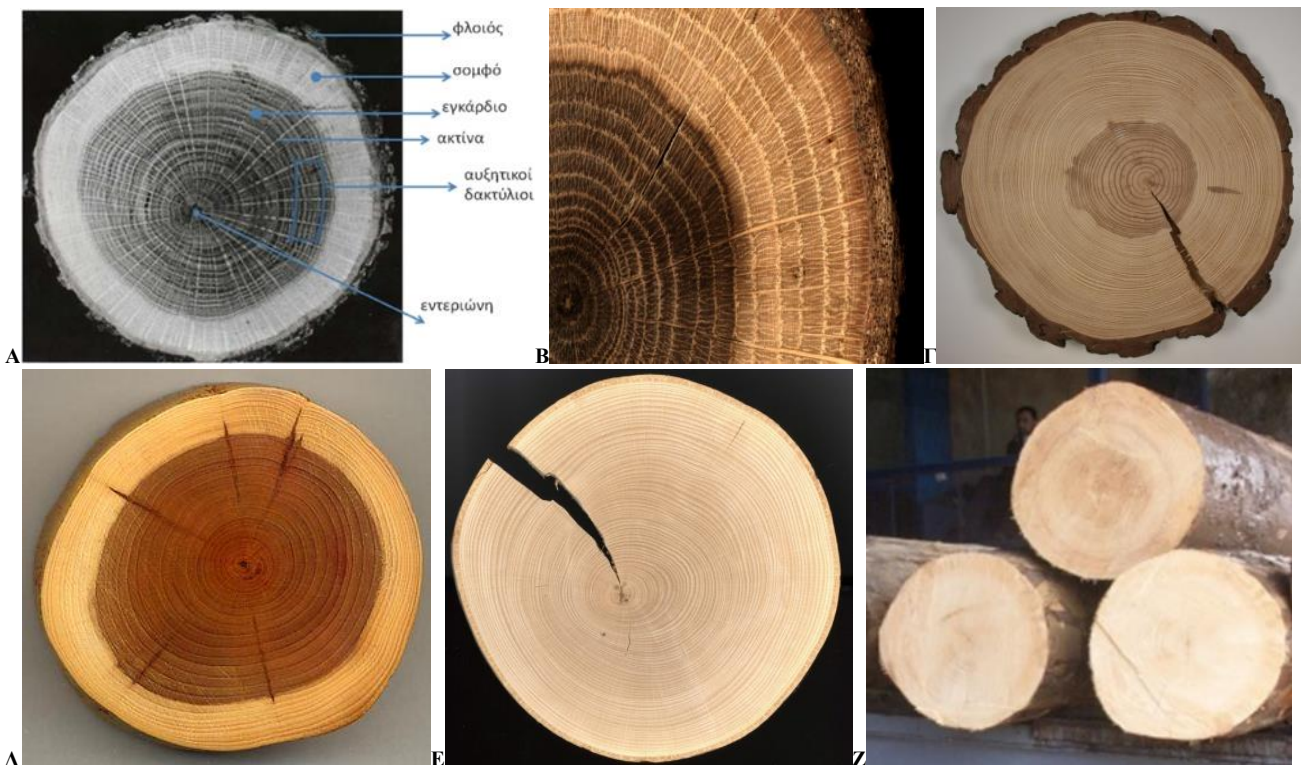 φλοιός
σομφό
εγκάρδιο
ακτίνα
αυξητικοί
δακτύλιοι
εντεριώνη
Α
Β
Γ
Δ
Ε
Ζ